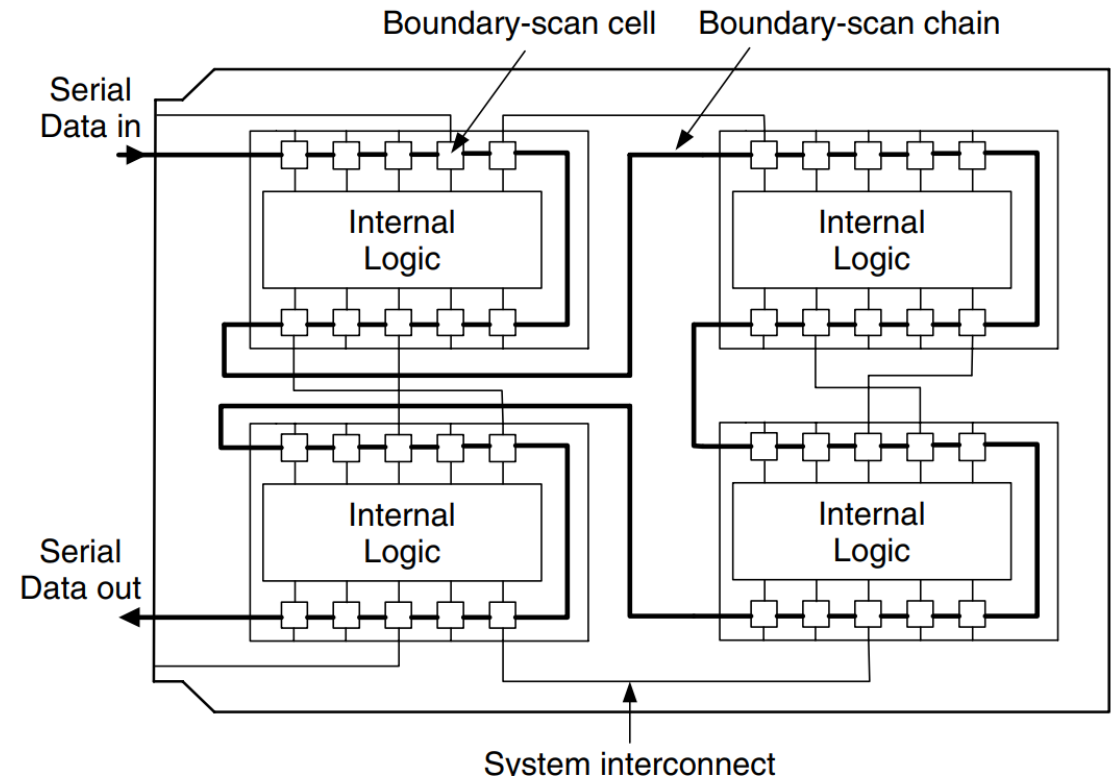 Boundary-scan cell
Boundary-scan chain
Serial
Data in
Internal
Logic
Internal
Logic
Internal
Logic
Internal
Logic
Serial
Data out
System interconnect